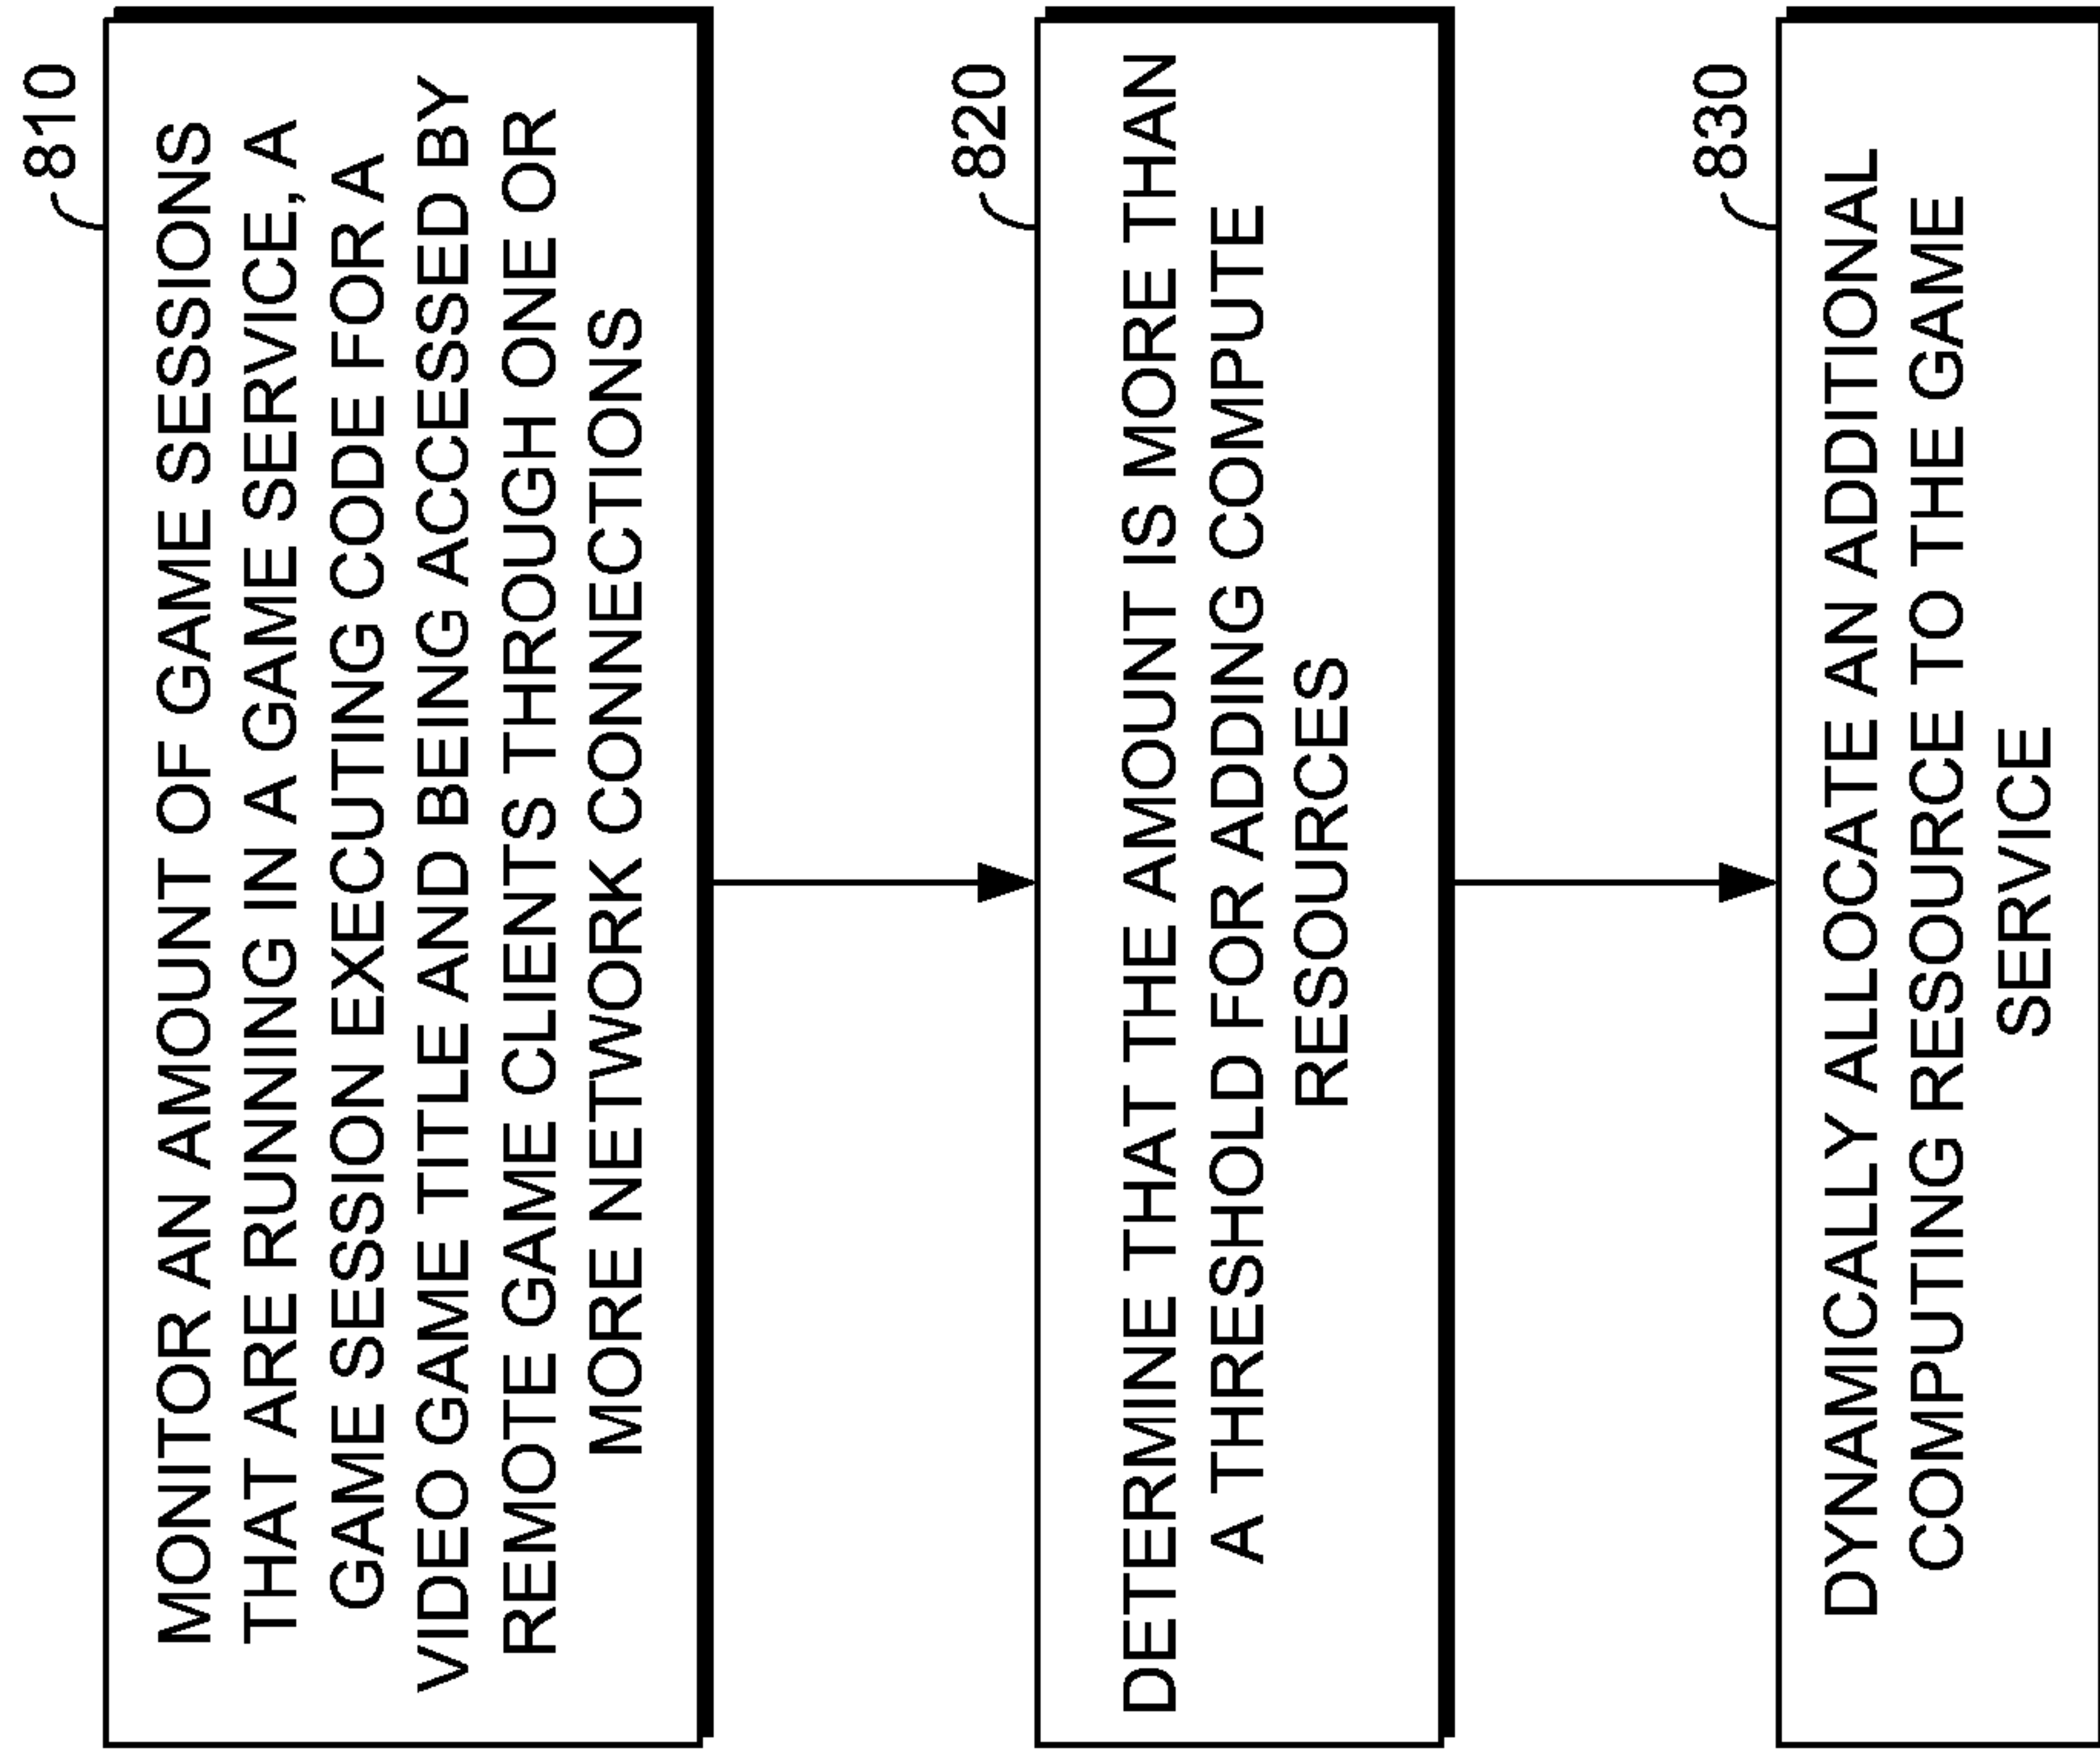 810
MONITOR AN AMOUNT OF GAME SESSIONS
THAT ARE RUNNING IN A GAME SERVICE, A
GAME SESSION EXECUTING CODE FOR A
VIDEO GAME TITLE AND BEING ACCESSED BY
REMOTE GAME CLIENTS THROUGH ONE OR
MORE NETWORK CONNECTIONS
820
DETERMINE THAT THE AMOUNT IS MORE THAN
A THRESHOLD FOR ADDING COMPUTE
RESOURCES
830
DYNAMICALLY ALLOCATE AN ADDITIONAL
COMPUTING RESOURCE TO THE GAME
SERVICE